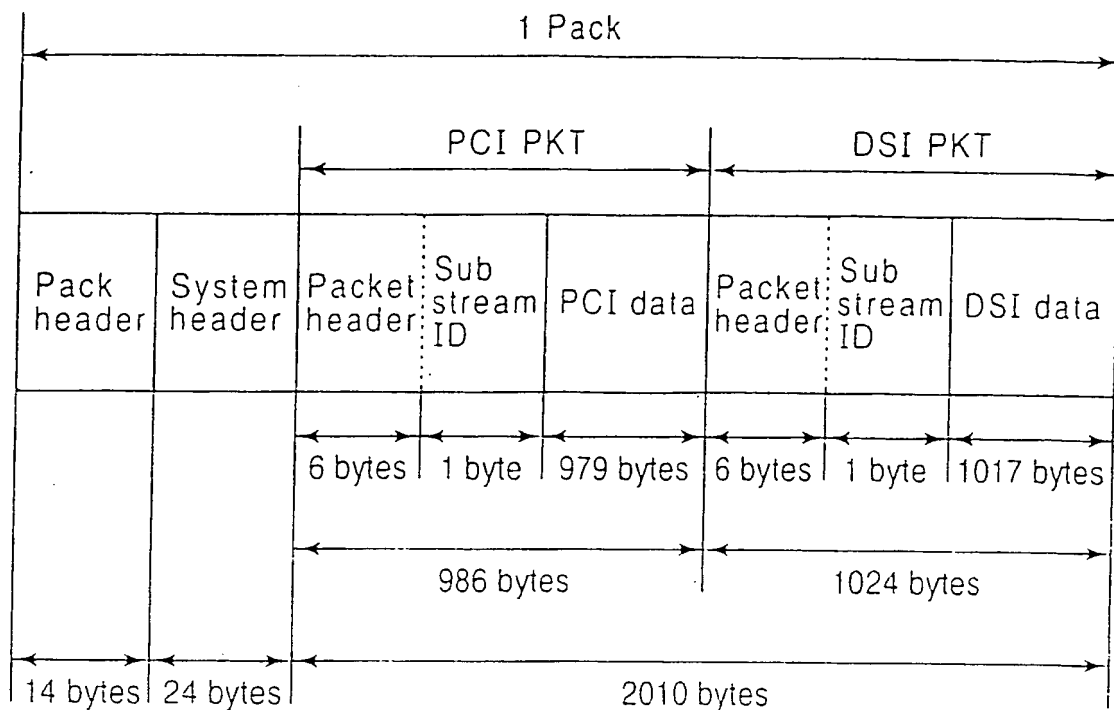 1 Pack
PCI PKT
DSI PKT
Pack
header
System
header
Packet
header
Sub
stream
ID
PCI data
Packet
header
Sub
stream
ID
DSI data
6 bytes
1 byte
979 bytes
6 bytes
1 byte
1017 bytes
986 bytes
1024 bytes
14 bytes
24 bytes
2010 bytes